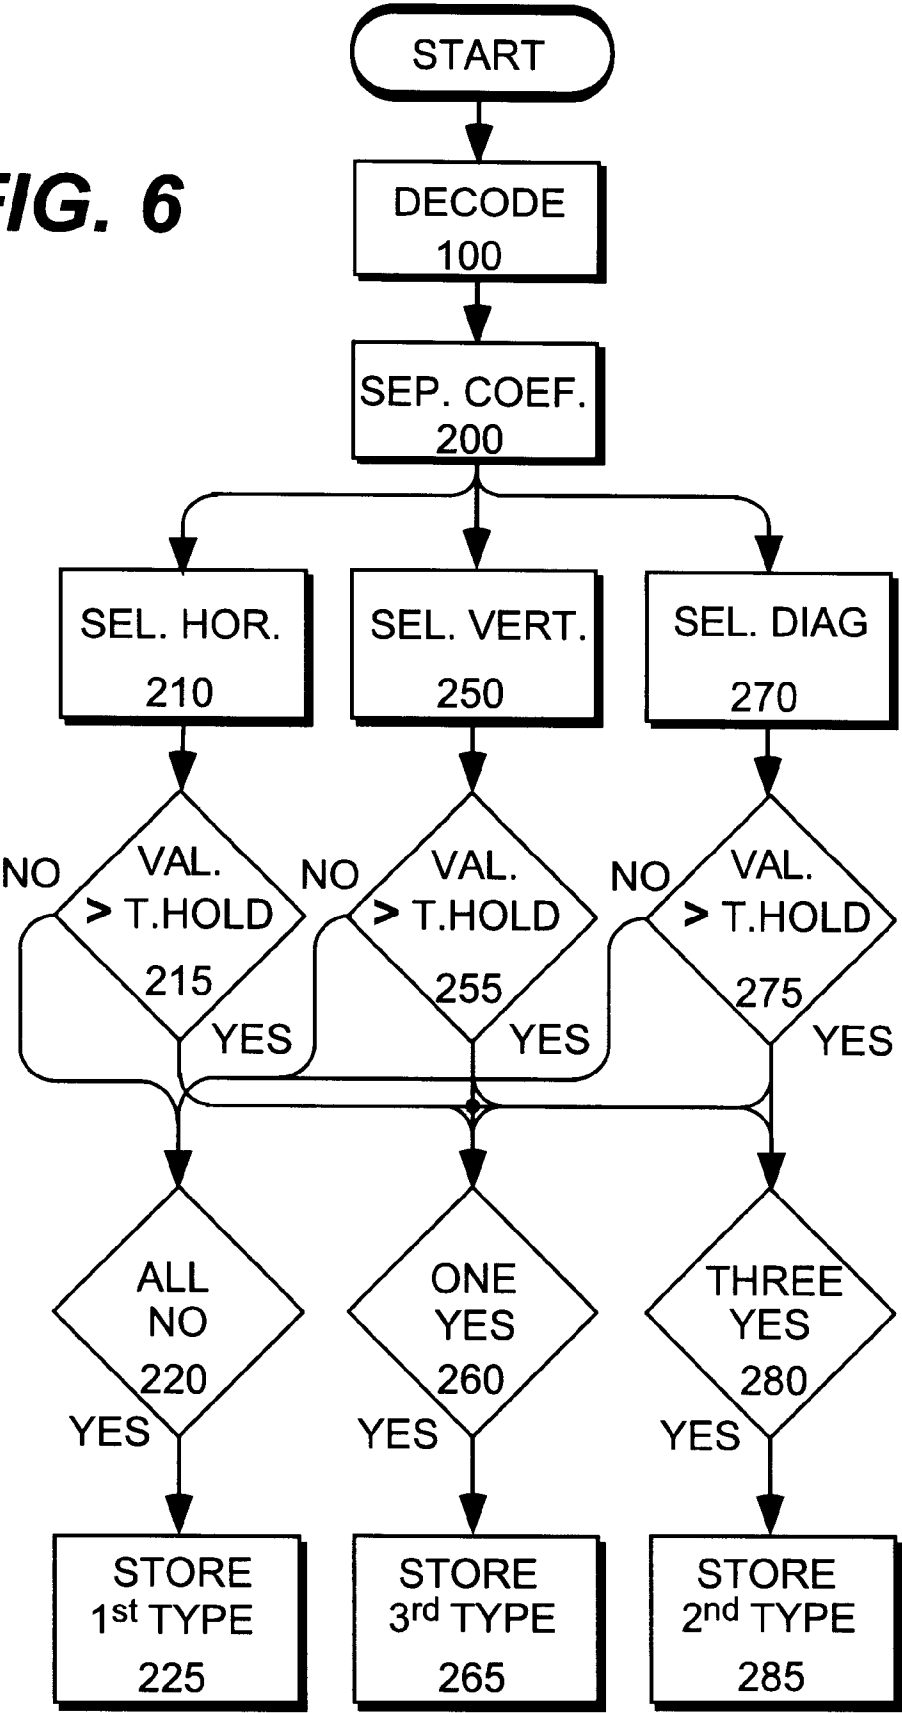 START
FIG. 6
DECODE
100
SEP. COEF.
200
SEL. HOR.
210
SEL. VERT.
250
SEL. DIAG
270
NO
VAL.
> T.HOLD
215
YES
NO
VAL.
> T.HOLD
255
YES
NO
VAL.
> T.HOLD
275
YES
ALL
NO
220
YES
ONE
YES
260
YES
THREE
YES
280
YES
STORE
1st TYPE
225
STORE
3rd TYPE
265
STORE
2nd TYPE
285